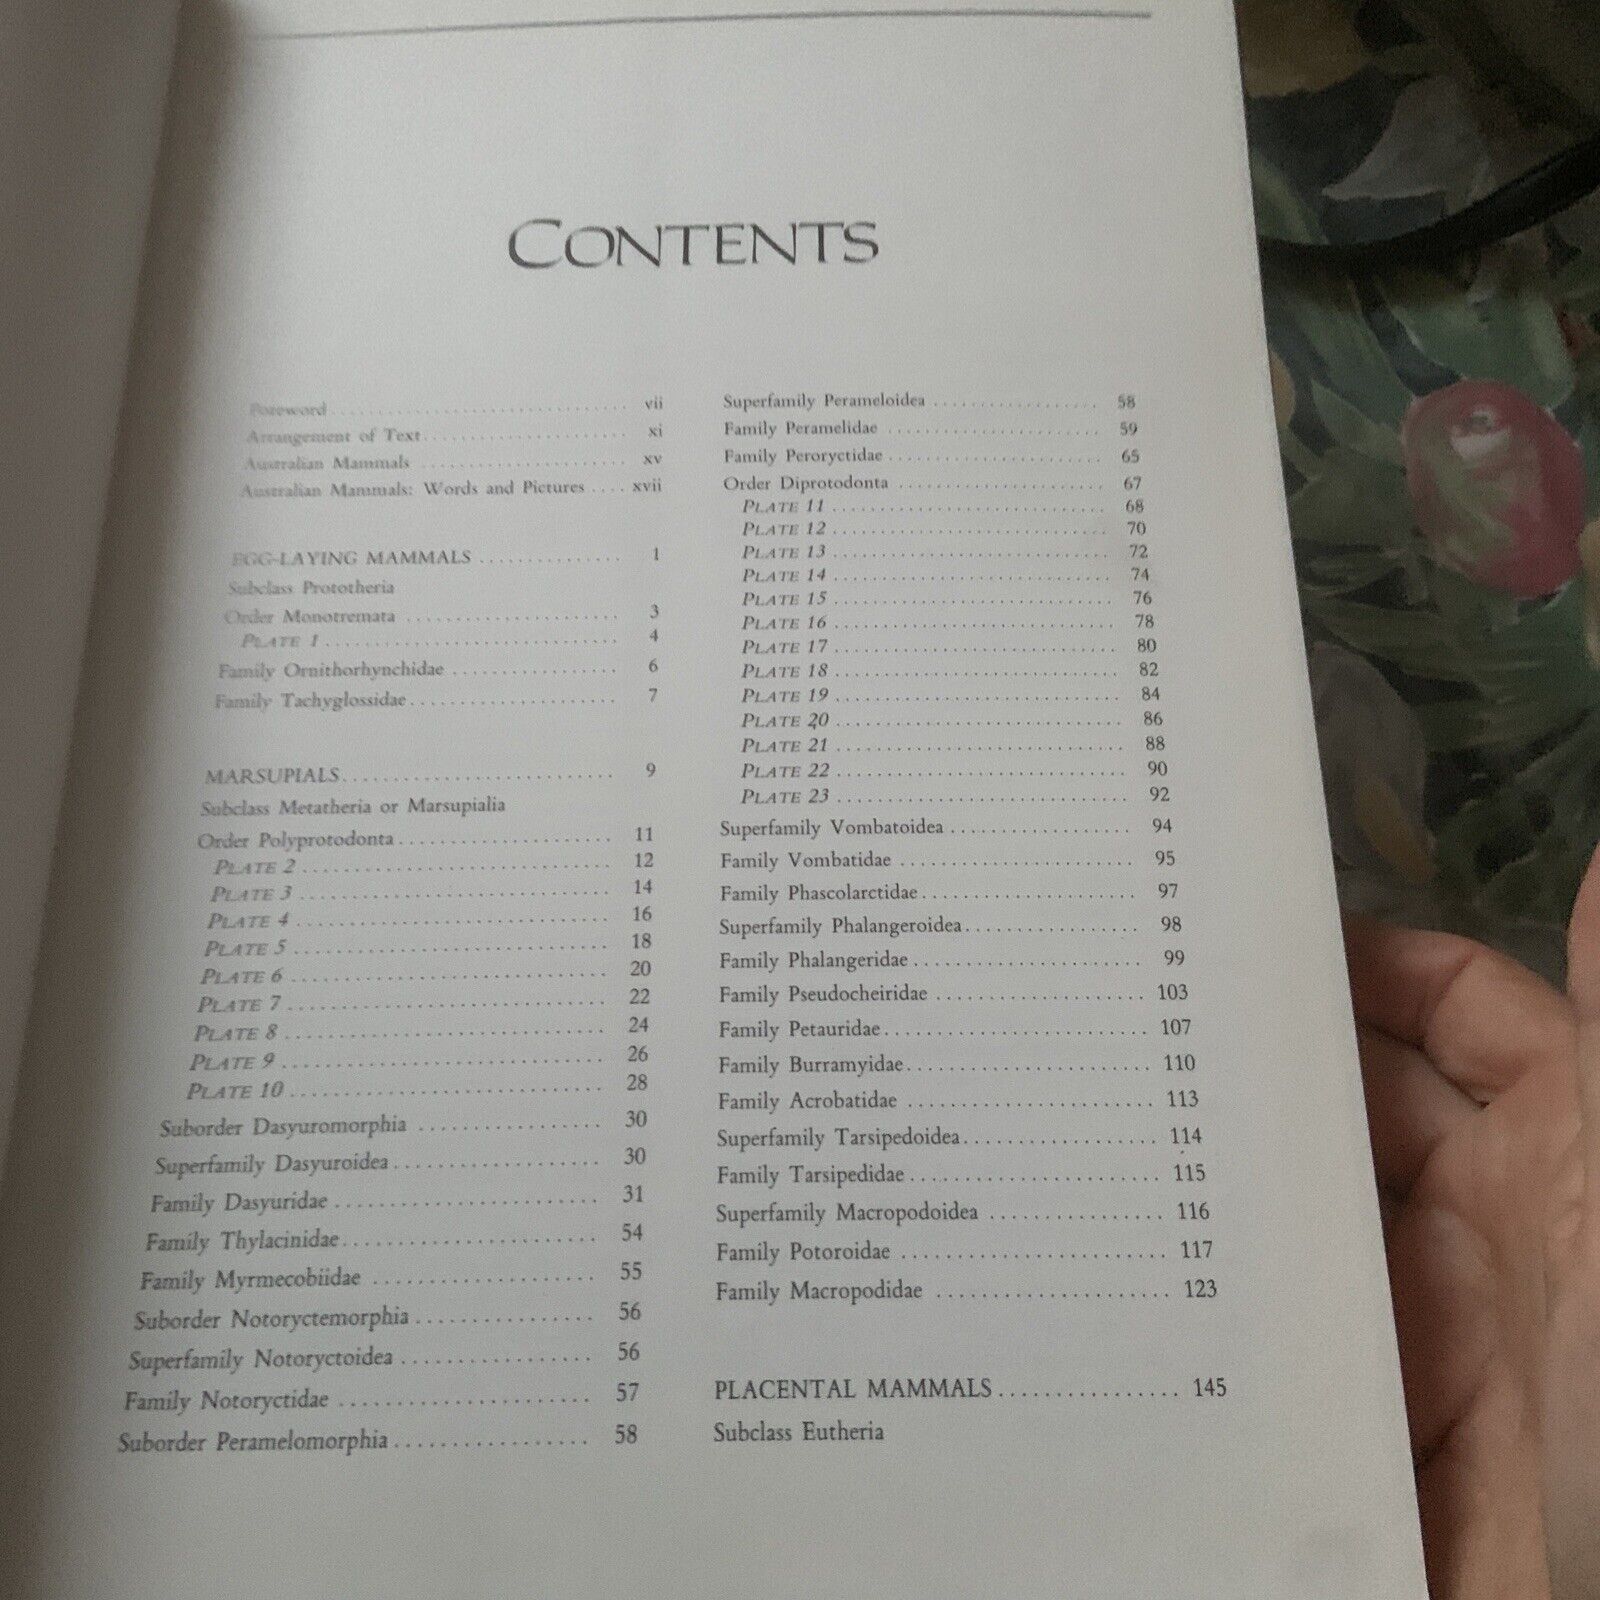 CONTENTS
Foreword ................................ vii
Arrangement of Text ....................... xi
Australian Mammals ....................... xv
Australian Mammals: Words and Pictures .... xvii
EGG-LAYING MAMMALS ............... 1
Subclass Prototheria
Order Monotremata ........................ 3
PLATE 1 ............................... 4
Family Ornithorhynchidae ................. 6
Family Tachyglossidae ..................... 7
MARSUPIALS ............................ 9
Subclass Metatheria or Marsupialia
Order Polyprotodonta ...................... 11
PLATE 2 ................................ 12
PLATE 3 ................................ 14
PLATE 4 ................................ 16
PLATE 5 ................................ 18
PLATE 6 ................................ 20
PLATE 7 ................................ 22
PLATE 8 ................................ 24
PLATE 9 ................................ 26
PLATE 10 ............................... 28
Suborder Dasyuromorphia .................. 30
Superfamily Dasyuroidea ................... 30
Family Dasyuridae ........................ 31
Family Thylacinidae ....................... 54
Family Myrmecobiidae .................... 55
Suborder Notoryctemorphia ................ 56
Superfamily Notoryctoidea ................. 56
Family Notoryctidae ...................... 57
Suborder Peramelomorphia ................. 58
Superfamily Perameloidea .................. 58
Family Peramelidae ....................... 59
Family Peroryctidae ....................... 65
Order Diprotodonta ....................... 67
PLATE 11 ............................... 68
PLATE 12 ............................... 70
PLATE 13 ............................... 72
PLATE 14 ............................... 74
PLATE 15 ............................... 76
PLATE 16 ............................... 78
PLATE 17 ............................... 80
PLATE 18 ............................... 82
PLATE 19 ............................... 84
PLATE 20 ............................... 86
PLATE 21 ............................... 88
PLATE 22 ............................... 90
PLATE 23 ............................... 92
Superfamily Vombatoidea ................... 94
Family Vombatidae ........................ 95
Family Phascolarctidae ..................... 97
Superfamily Phalangeroidea ................. 98
Family Phalangeridae ...................... 99
Family Pseudocheiridae .................... 103
Family Petauridae ......................... 107
Family Burramyidae ....................... 110
Family Acrobatidae ........................ 113
Superfamily Tarsipedoidea .................. 114
Family Tarsipedidae ....................... 115
Superfamily Macropodoidea ................ 116
Family Potoroidae ......................... 117
Family Macropodidae ...................... 123
PLACENTAL MAMMALS ................ 145
Subclass Eutheria